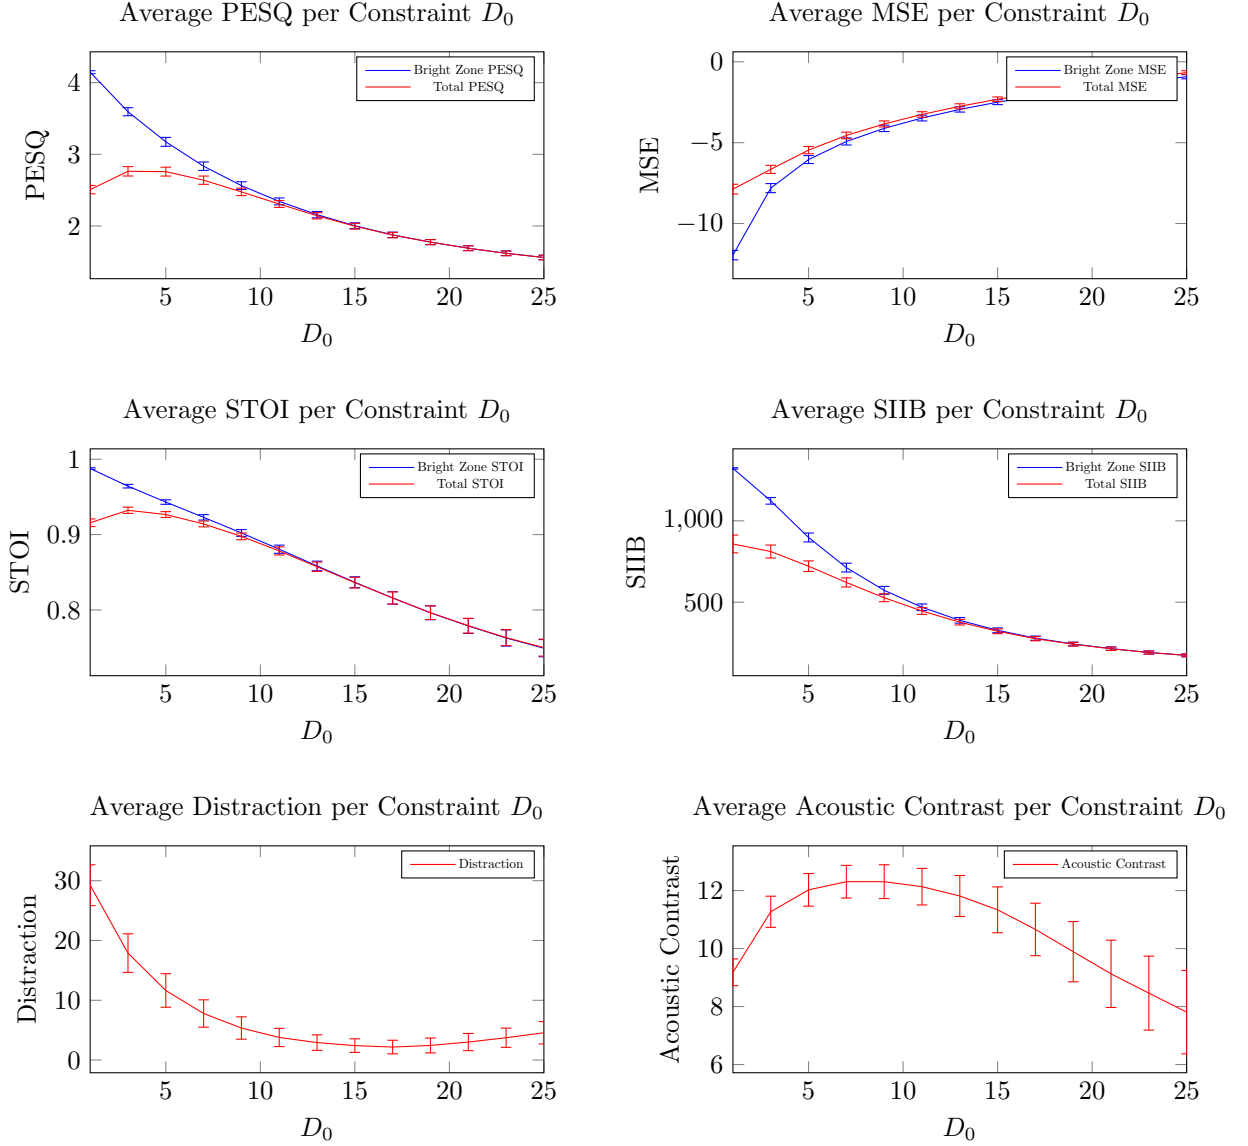 Average PESQ per Constraint D₀
4
3
2
PESQ
Bright Zone PESQ
Total PESQ
5 10 15 20 25
D₀
Average MSE per Constraint D₀
0
−5
−10
MSE
Bright Zone MSE
Total MSE
5 10 15 20 25
D₀
Average STOI per Constraint D₀
1
0.9
0.8
STOI
Bright Zone STOI
Total STOI
5 10 15 20 25
D₀
Average SIIB per Constraint D₀
1,000
500
SIIB
Bright Zone SIIB
Total SIIB
5 10 15 20 25
D₀
Average Distraction per Constraint D₀
30
20
10
0
Distraction
Distraction
5 10 15 20 25
D₀
Average Acoustic Contrast per Constraint D₀
12
10
8
6
Acoustic Contrast
Acoustic Contrast
5 10 15 20 25
D₀